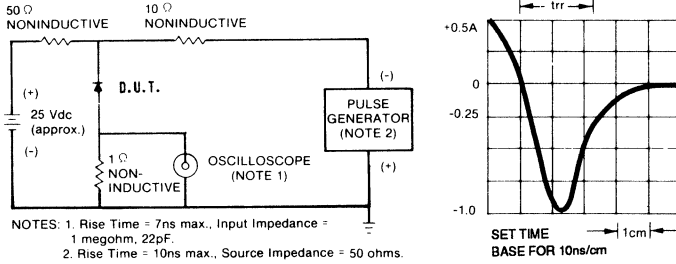 50 Ω
NONINDUCTIVE
10 Ω
NONINDUCTIVE
(+)
25 Vdc
(approx.)
(-)
D.U.T.
1 Ω
NON-
INDUCTIVE
OSCILLOSCOPE
(NOTE 1)
(-)
PULSE
GENERATOR
(NOTE 2)
(+)
NOTES: 1. Rise Time = 7ns max., Input Impedance =
1 megohm, 22pF.
2. Rise Time = 10ns max., Source Impedance = 50 ohms.
trr
+0.5A
0
-0.25
-1.0
1cm
SET TIME
BASE FOR 10ns/cm